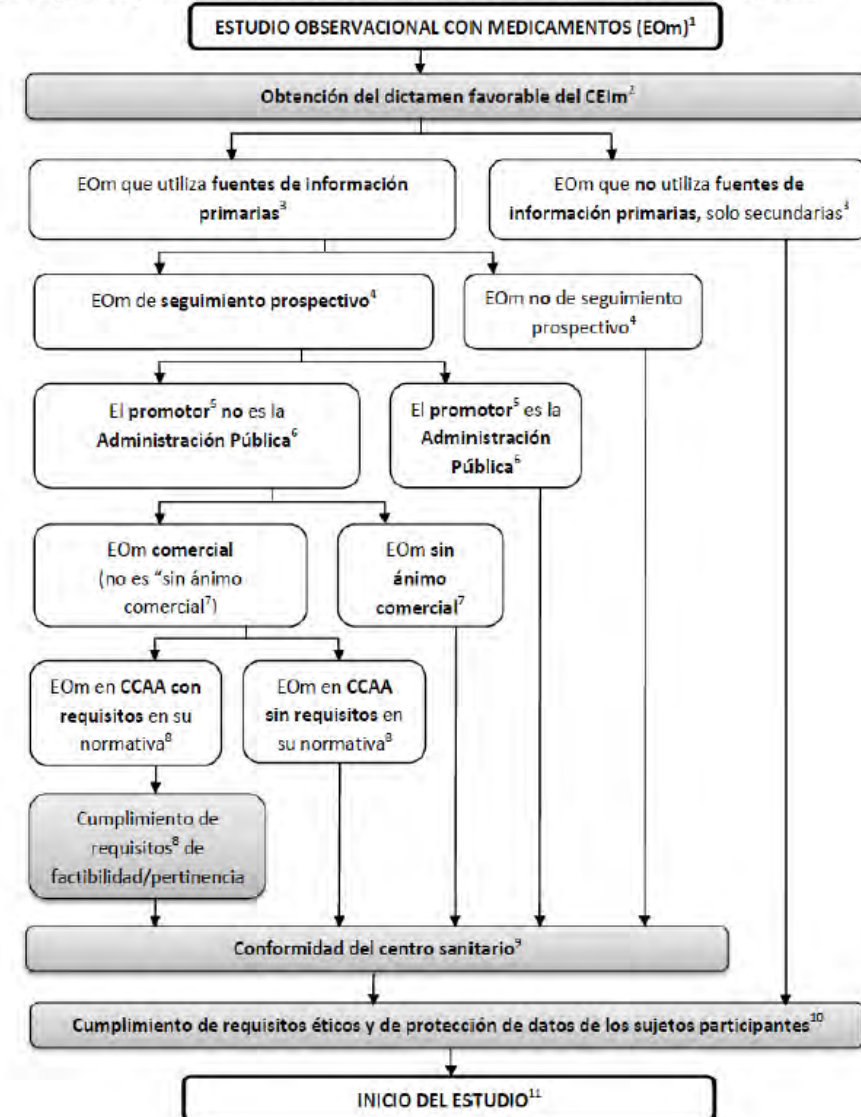 ESTUDIO OBSERVACIONAL CON MEDICAMENTOS (EOm)¹
Obtención del dictamen favorable del CEIm²
EOm que utiliza fuentes de información
primarias³
EOm que no utiliza fuentes de
información primarias, solo secundarias³
EOm de seguimiento prospectivo⁴
EOm no de seguimiento
prospectivo⁴
El promotor⁵ no es la
Administración Pública⁶
El promotor⁵ es la
Administración
Pública⁶
EOm comercial
(no es “sin ánimo
comercial⁷)
EOm sin
ánimo
comercial⁷
EOm en CCAA con
requisitos en su
normativa⁸
EOm en CCAA
sin requisitos en
su normativa⁸
Cumplimiento de
requisitos⁸ de
factibilidad/pertinencia
Conformidad del centro sanitario⁹
Cumplimiento de requisitos éticos y de protección de datos de los sujetos participantes¹⁰
INICIO DEL ESTUDIO¹¹